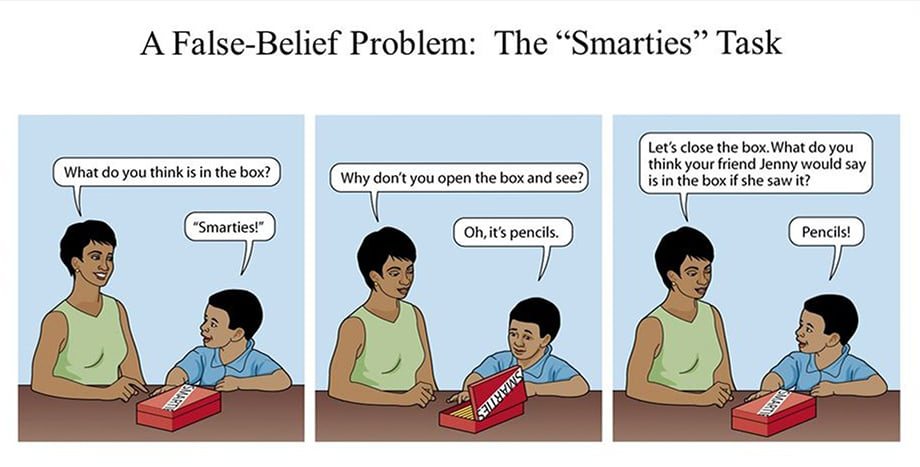 A False-Belief Problem:  The “Smarties” Task
What do you think is in the box?
“Smarties!”
SMARTI
Why don’t you open the box and see?
Oh, it’s pencils.
SMARTIES
Let’s close the box. What do you
think your friend Jenny would say
is in the box if she saw it?
Pencils!
SMARTI